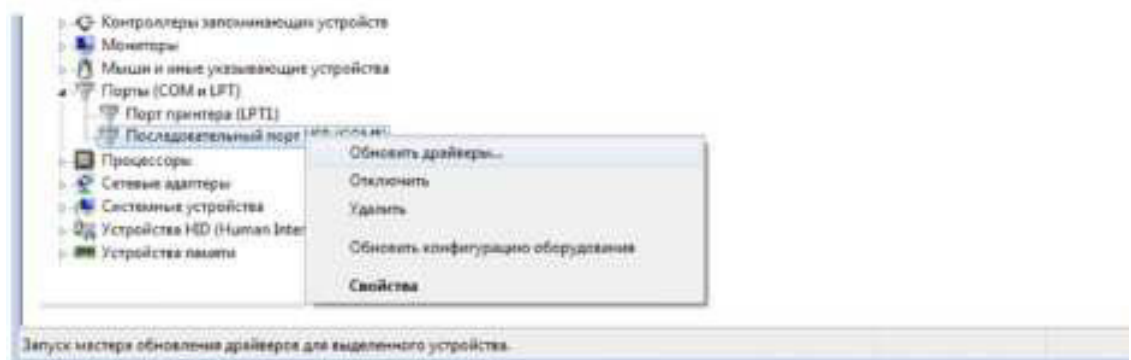 Контроллеры запоминающих устройств
Мониторы
Мыши и иные указывающие устройства
Порты (COM и LPT)
Порт принтера (LPT1)
Последовательный порт
Процессоры
Сетевые адаптеры
Системные устройства
Устройства HID (Human Inter
Устройства памяти
Обновить драйверы...
Отключить
Удалить
Обновить конфигурацию оборудования
Свойства
Запуск мастера обновления драйверов для выделенного устройства.